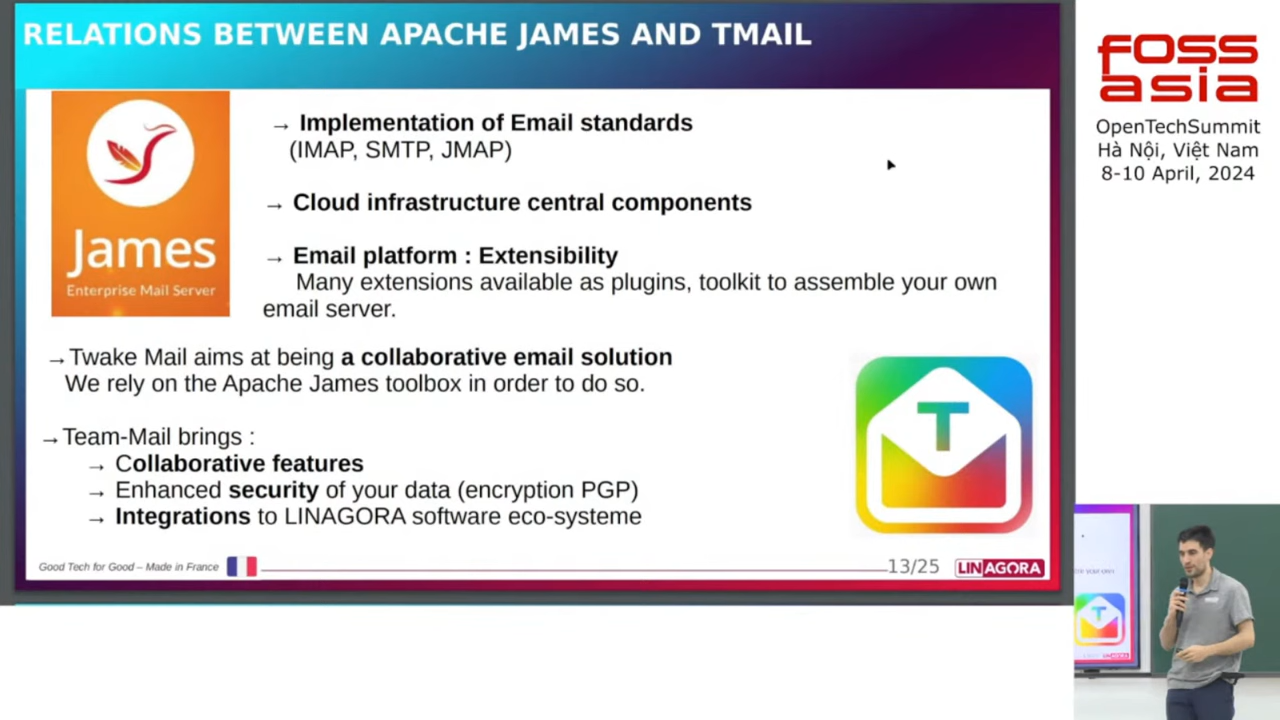 RELATIONS BETWEEN APACHE JAMES AND TMAIL
James
Enterprise Mail Server
→ Implementation of Email standards
(IMAP, SMTP, JMAP)
→ Cloud infrastructure central components
→ Email platform : Extensibility
Many extensions available as plugins, toolkit to assemble your own
email server.
→Twake Mail aims at being a collaborative email solution
We rely on the Apache James toolbox in order to do so.
→Team-Mail brings :
→ Collaborative features
→ Enhanced security of your data (encryption PGP)
→ Integrations to LINAGORA software eco-systeme
T
Good Tech for Good – Made in France
13/25
LINAGORA
FOSS
asia
OpenTechSummit
Hà Nội, Việt Nam
8-10 April, 2024
T